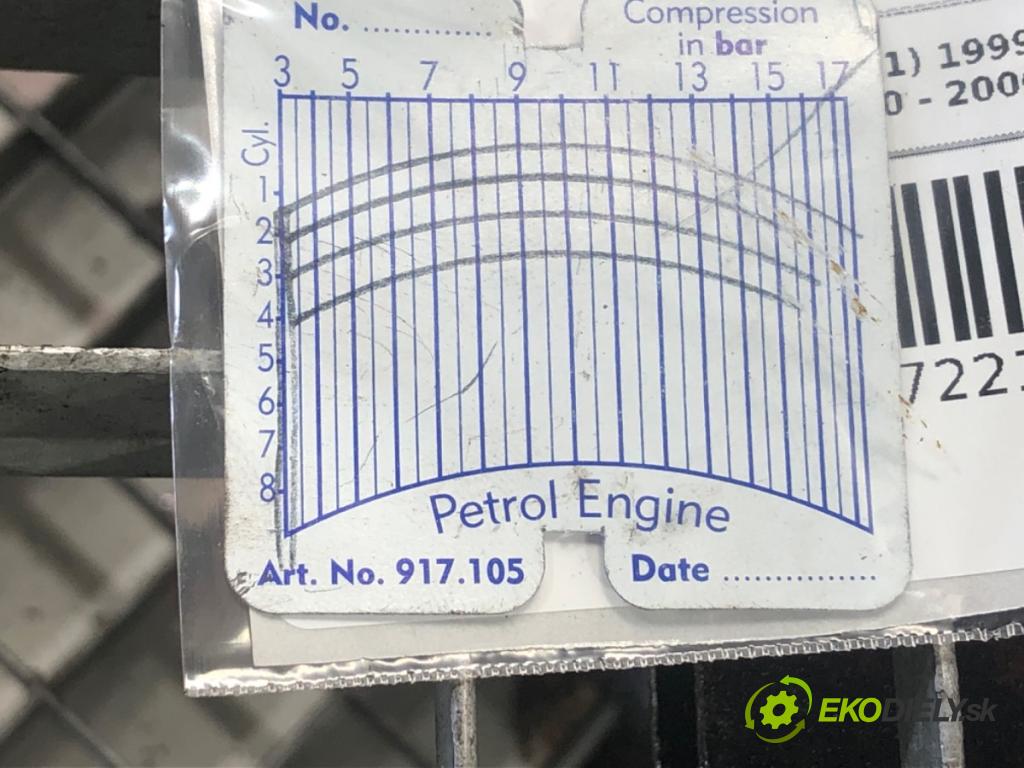 No. ..............
Compression
in bar
3 5 7 9 11 13 15 17
Cyl.
1
2
3
4
5
6
7
8
Petrol Engine
Art. No. 917.105
Date ................
1) 1999
0 - 200
7221
EKODIELY.sk